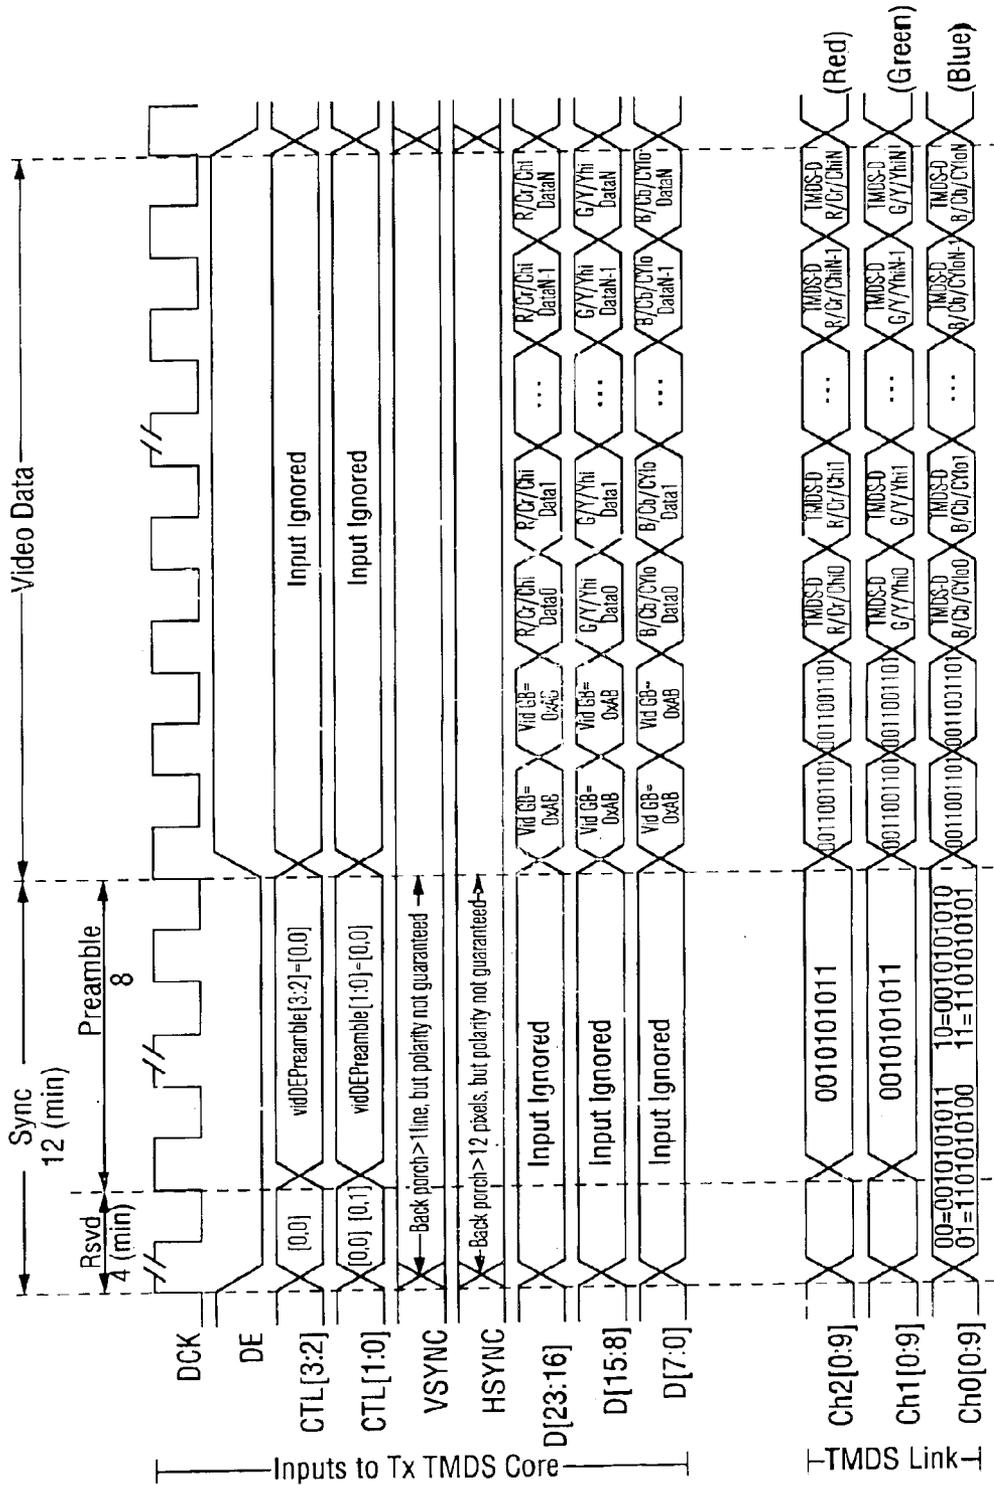 Sync
12 (min)
Video Data
Rsvd
4 (min)
Preamble
8
DCK
DE
CTL[3:2]
[0,0]
vidDEPreamble[3:2]=[0,0]
Input Ignored
CTL[1:0]
[0,0] [0,1]
vidDEPreamble[1:0]=[0,0]
Input Ignored
VSYNC
Back porch>1line, but polarity not guaranteed
HSYNC
Back porch>12 pixels, but polarity not guaranteed
D[23:16]
Input Ignored
Vid GB=
0xAB
Vid GB=
0xAB
R/Cr/Chi
Data0
R/Cr/Chi
Data1
...
R/Cr/Chi
DataN-1
R/Cr/Chi
DataN
D[15:8]
Input Ignored
Vid GB=
0xAB
Vid GB=
0xAB
G/Y/Yhi
Data0
G/Y/Yhi
Data1
...
G/Y/Yhi
DataN-1
G/Y/Yhi
DataN
D[7:0]
Input Ignored
Vid GB=
0xAB
Vid GB=
0xAB
B/Cb/CYlo
Data0
B/Cb/CYlo
Data1
...
B/Cb/CYlo
DataN-1
B/Cb/CYlo
DataN
Inputs to Tx TMDS Core
Ch2[0:9]
0010101011
0011001101
0011001101
TMDS-D
R/Cr/Chi0
TMDS-D
R/Cr/Chi1
...
TMDS-D
R/Cr/ChiN-1
TMDS-D
R/Cr/ChiN
(Red)
Ch1[0:9]
0010101011
0011001101
0011001101
TMDS-D
G/Y/Yhi0
TMDS-D
G/Y/Yhi1
...
TMDS-D
G/Y/YhiN-1
TMDS-D
G/Y/YhiN
(Green)
Ch0[0:9]
00=0010101011 10=0010101010
01=1101010100 11=1101010101
0011001101
0011001101
TMDS-D
B/Cb/CYlo0
TMDS-D
B/Cb/CYlo1
...
TMDS-D
B/Cb/CYloN-1
TMDS-D
B/Cb/CYloN
(Blue)
TMDS Link